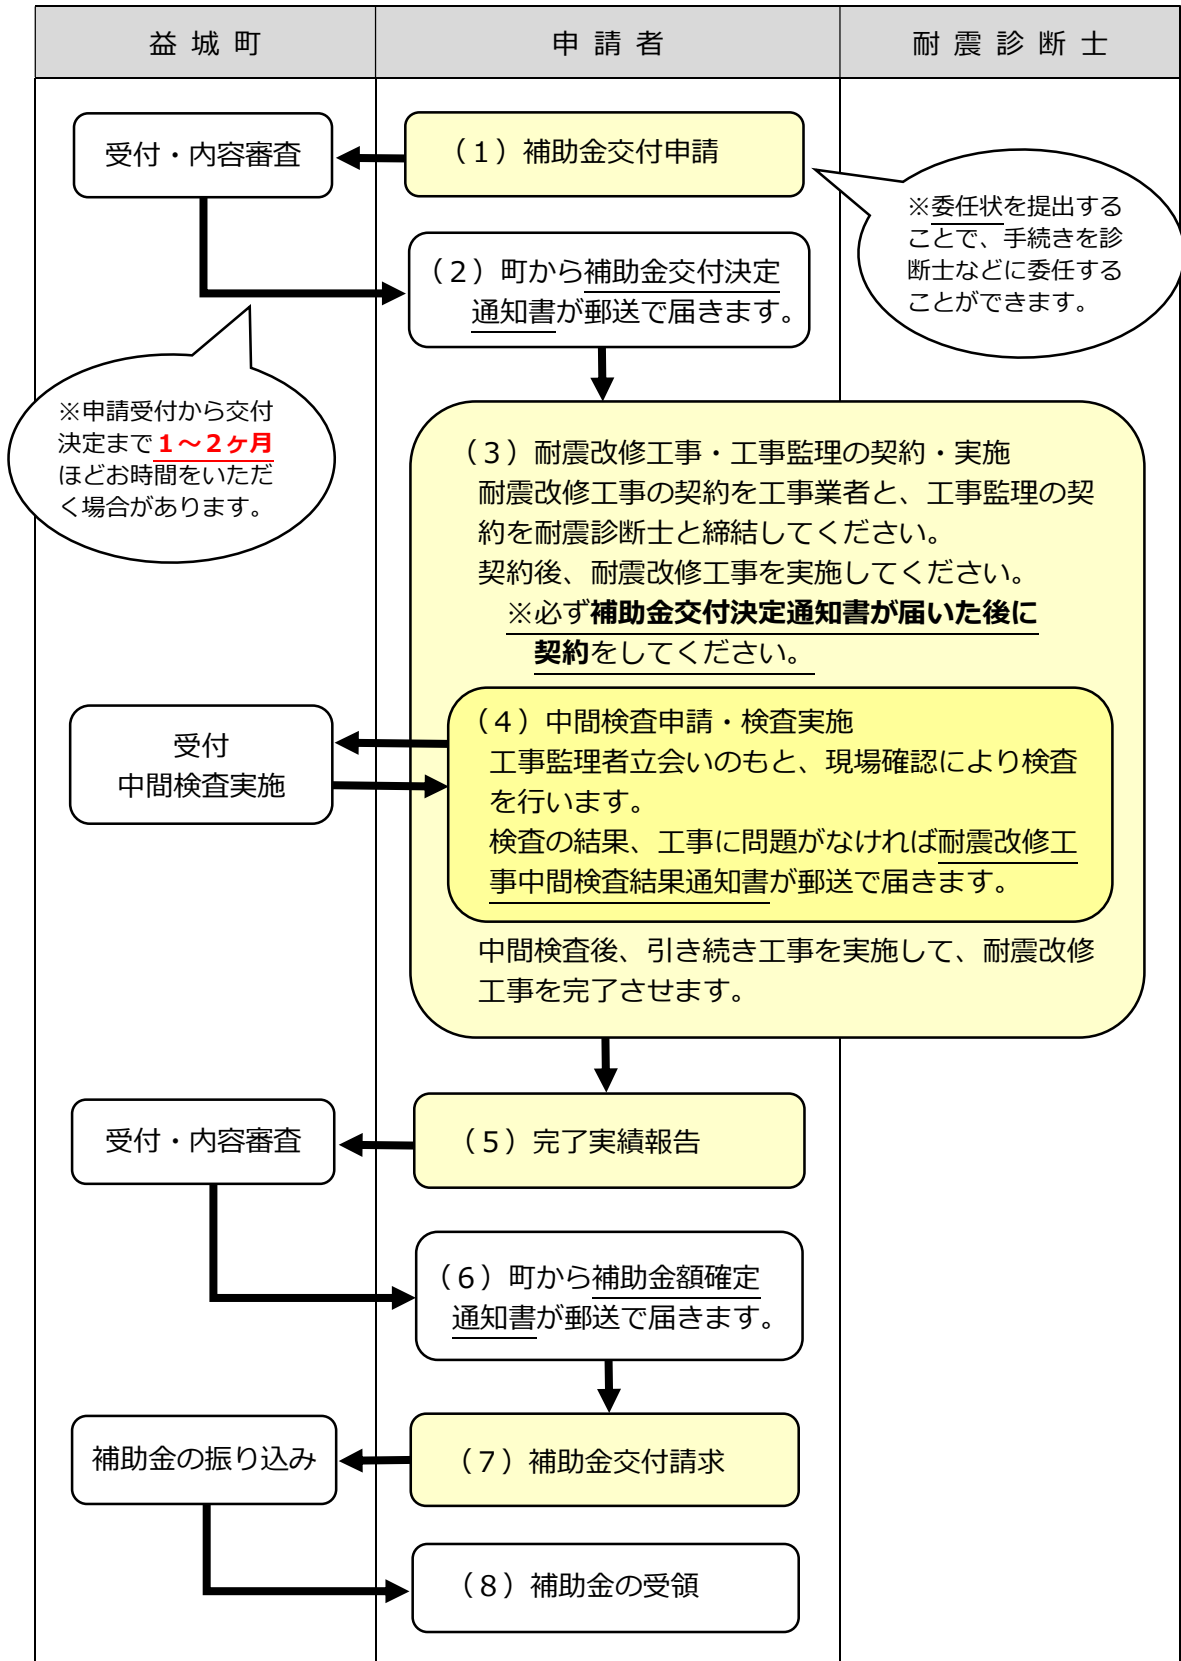 益城町
申請者
耐震診断士
受付・内容審査
（１）補助金交付申請
※委任状を提出する
ことで、手続きを診
断士などに委任する
ことができます。
（２）町から補助金交付決定
通知書が郵送で届きます。
※申請受付から交付
決定まで１～２ヶ月
ほどお時間をいただ
く場合があります。
（３）耐震改修工事・工事監理の契約・実施
耐震改修工事の契約を工事業者と、工事監理の契
約を耐震診断士と締結してください。
契約後、耐震改修工事を実施してください。
※必ず補助金交付決定通知書が届いた後に
契約をしてください。
受付
中間検査実施
（４）中間検査申請・検査実施
工事監理者立会いのもと、現場確認により検査
を行います。
検査の結果、工事に問題がなければ耐震改修工
事中間検査結果通知書が郵送で届きます。
中間検査後、引き続き工事を実施して、耐震改修
工事を完了させます。
受付・内容審査
（５）完了実績報告
（６）町から補助金額確定
通知書が郵送で届きます。
補助金の振り込み
（７）補助金交付請求
（８）補助金の受領